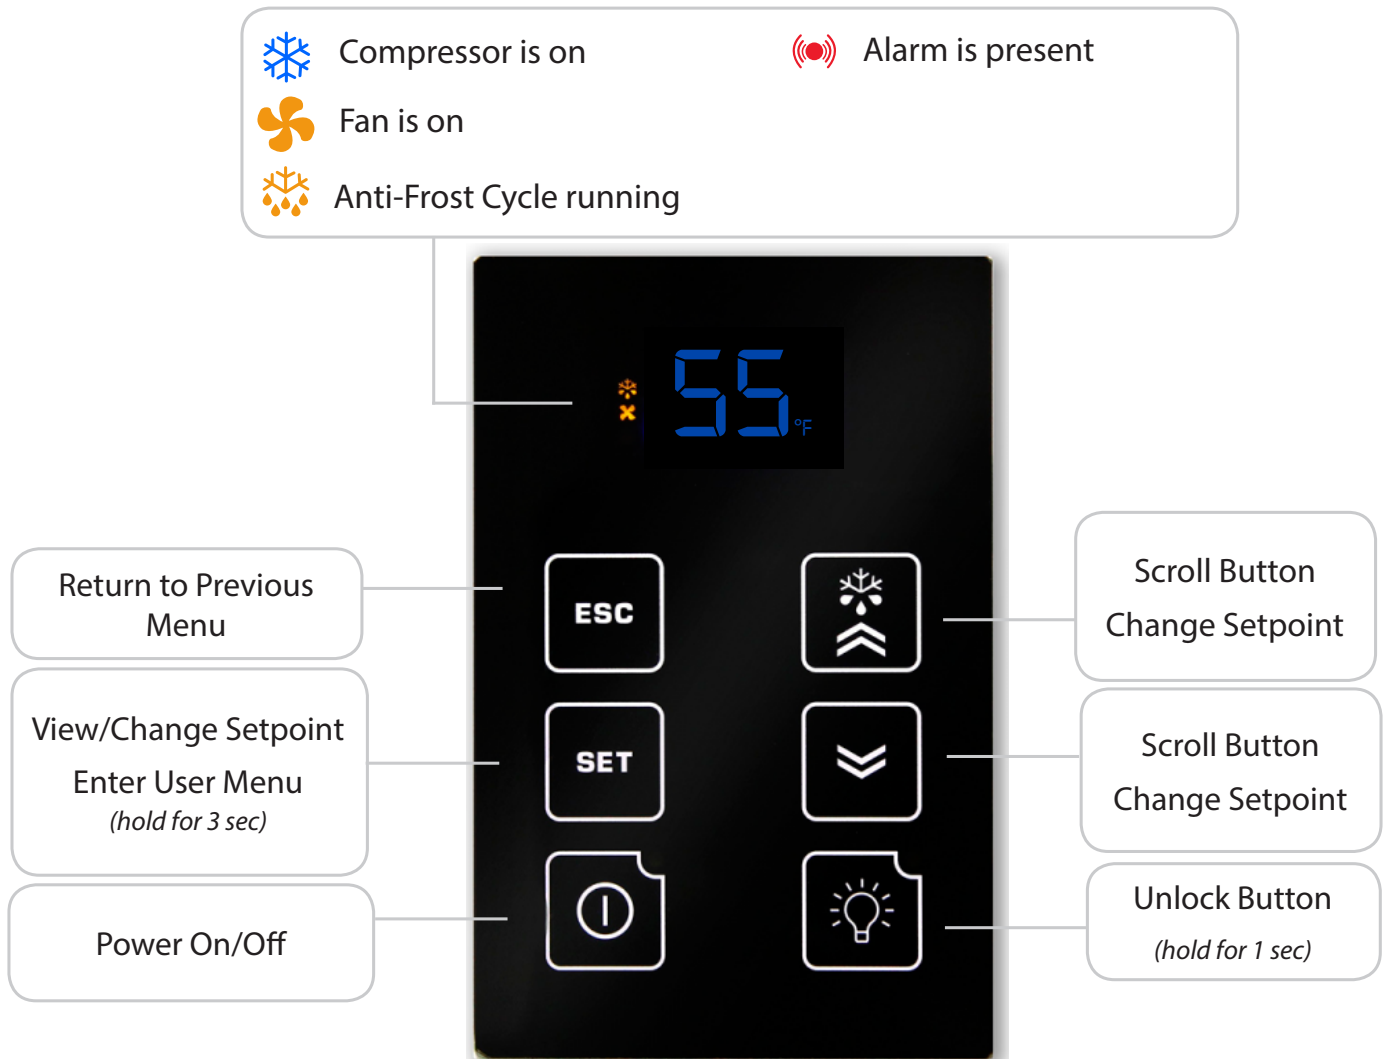 Compressor is on
Alarm is present
Fan is on
Anti-Frost Cycle running
55 °F
Return to Previous
Menu
ESC
Scroll Button
Change Setpoint
View/Change Setpoint
Enter User Menu
(hold for 3 sec)
SET
Scroll Button
Change Setpoint
Power On/Off
Unlock Button
(hold for 1 sec)